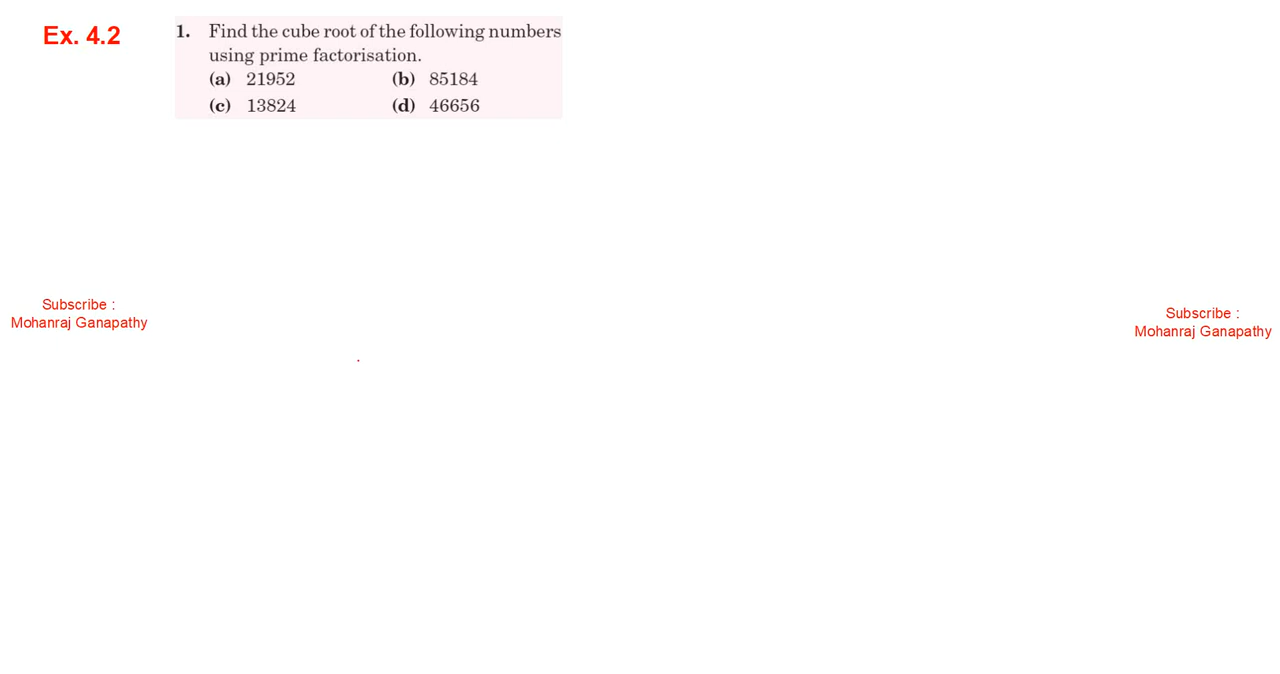 Ex. 4.2
1. Find the cube root of the following numbers
using prime factorisation.
(a) 21952 (b) 85184
(c) 13824 (d) 46656
Subscribe :
Mohanraj Ganapathy
Subscribe :
Mohanraj Ganapathy